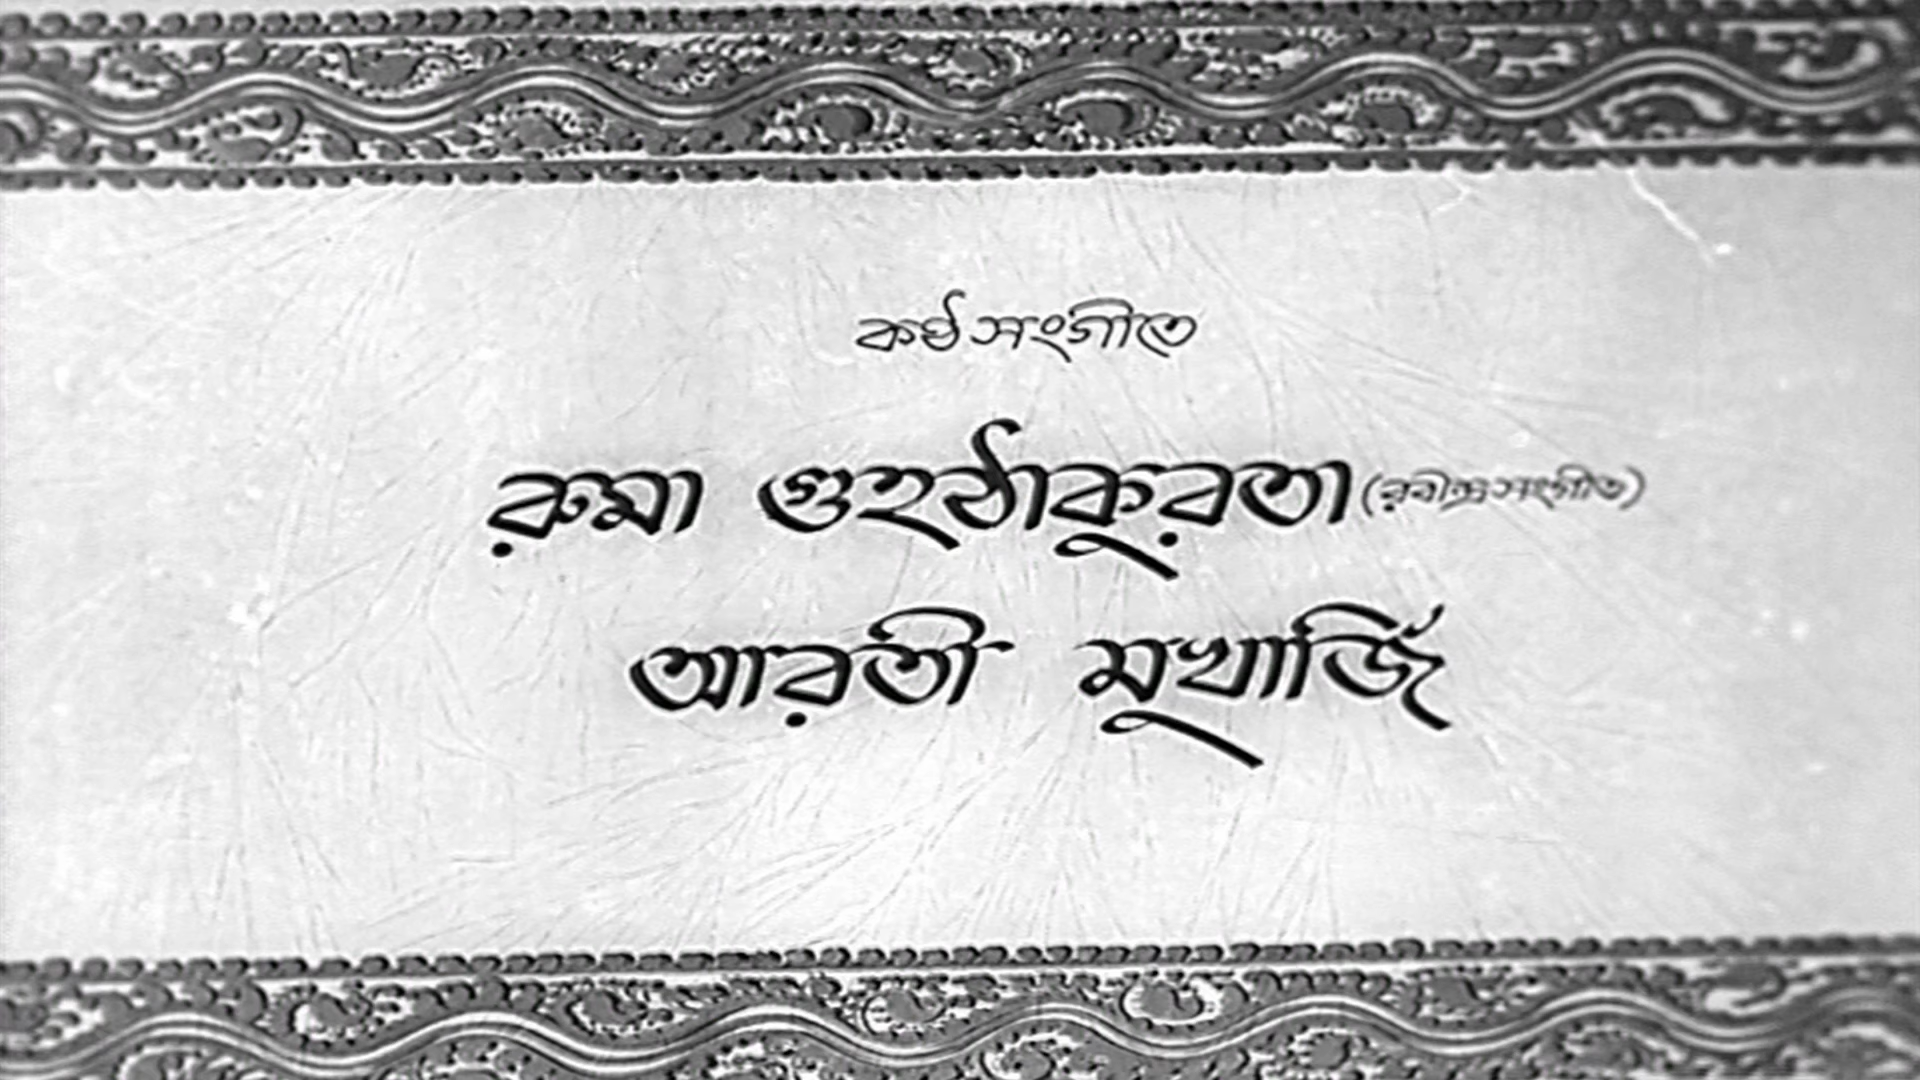 কণ্ঠসংগীতে
রুমা গুহঠাকুরতা (রবীন্দ্রসংগীত)
আরতী মুখার্জি